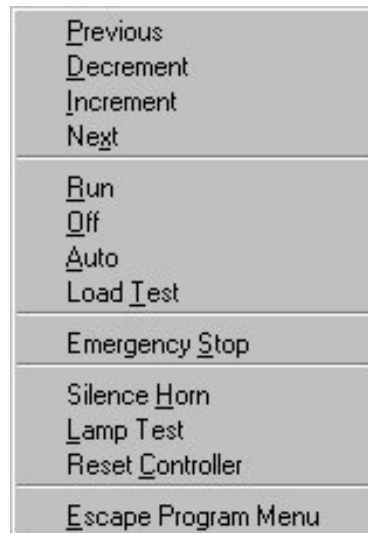 Previous
Decrement
Increment
Next
Run
Off
Auto
Load Test
Emergency Stop
Silence Horn
Lamp Test
Reset Controller
Escape Program Menu